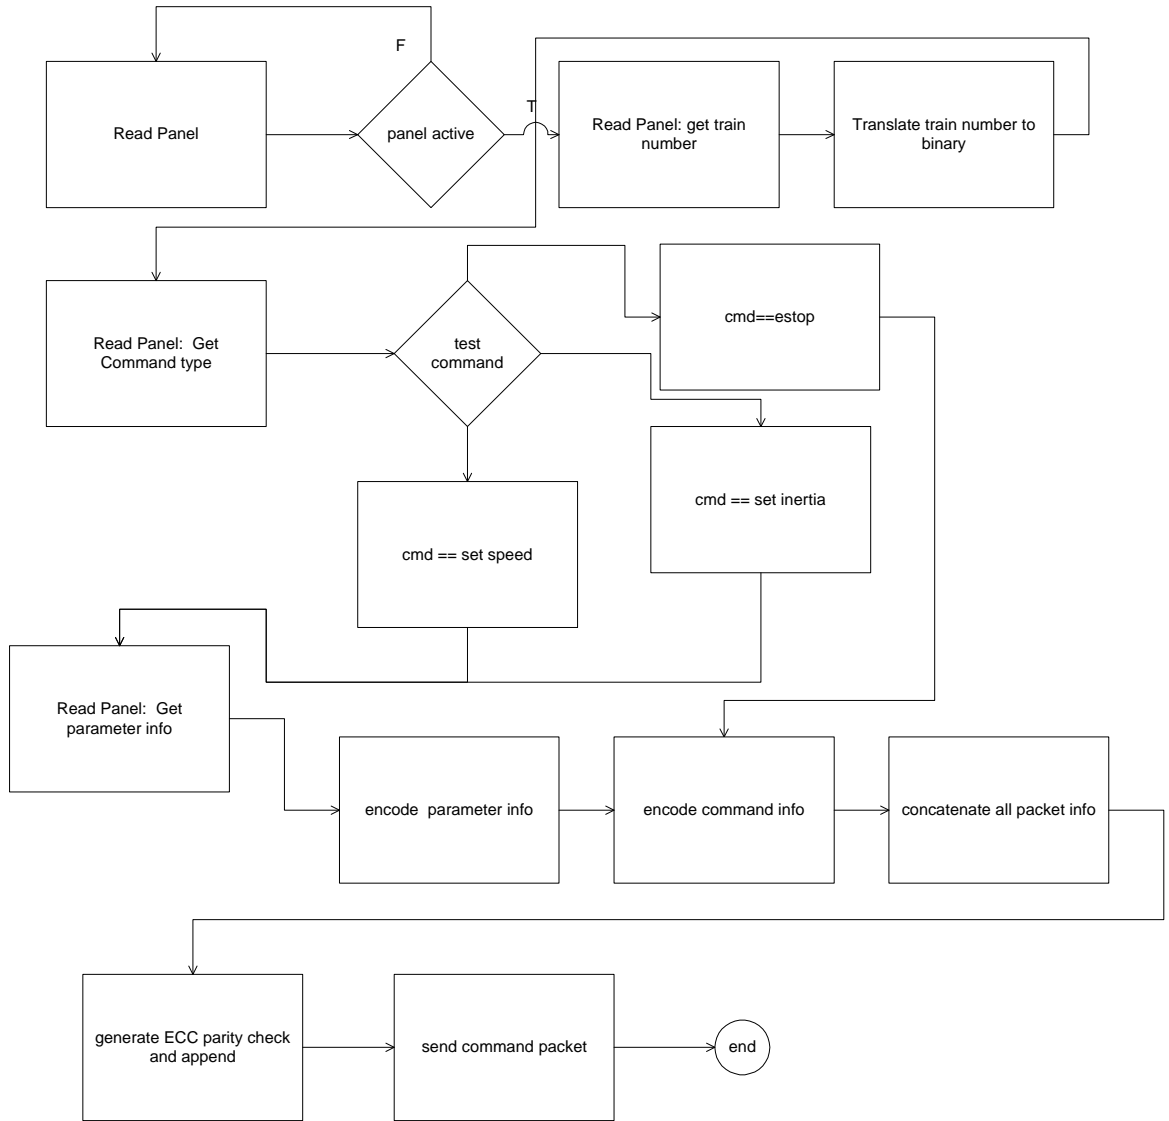 F
T
Read Panel
panel active
Read Panel: get train
number
Translate train number to
binary
Read Panel:  Get
Command type
test
command
cmd==estop
cmd == set inertia
cmd == set speed
Read Panel:  Get
parameter info
encode  parameter info
encode command info
concatenate all packet info
generate ECC parity check
and append
send command packet
end